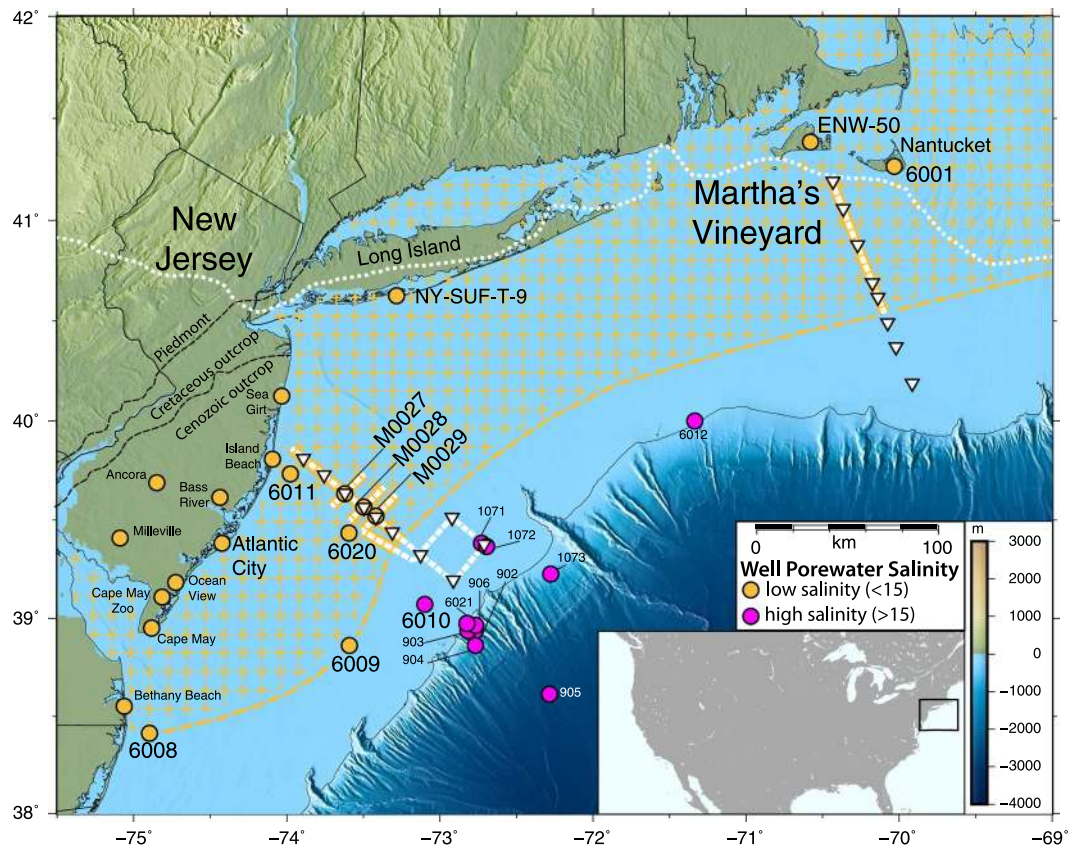 42˚
41˚
40˚
39˚
38˚
−75˚
−74˚
−73˚
−72˚
−71˚
−70˚
−69˚
ENW-50
Nantucket
6001
Martha's
Vineyard
New
Jersey
Long Island
NY-SUF-T-9
Piedmont
Cretaceous outcrop
Cenozoic outcrop
Sea
Girt
M0027
M0028
M0029
6012
Island
Beach
6011
Ancora
Bass
River
Milleville
Atlantic
City
6020
1071
1072
1073
902
906
6021
6010
903
904
905
Ocean
View
Cape May
Zoo
Cape May
6009
Bethany Beach
6008
0
100
km
Well Porewater Salinity
low salinity (<15)
high salinity (>15)
m
3000
2000
1000
0
−1000
−2000
−3000
−4000